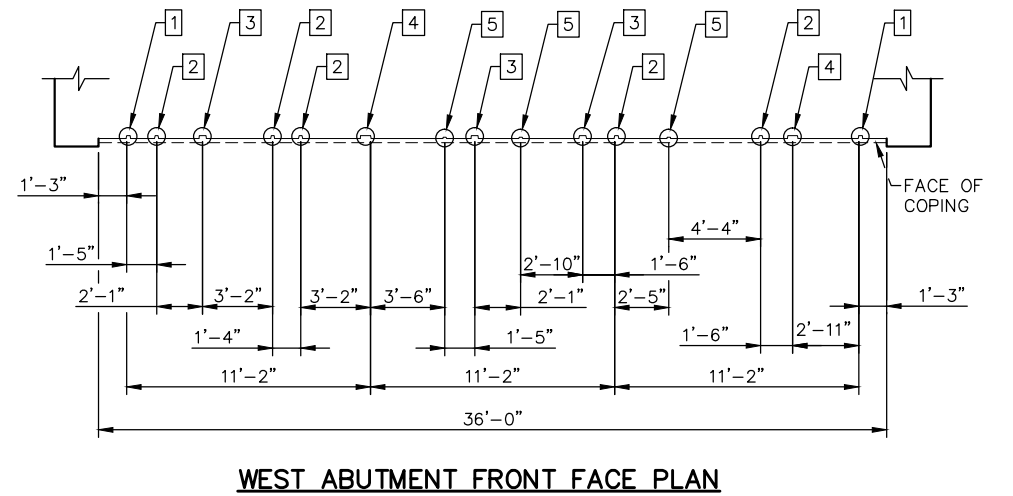 1 3 2 4 5 5 3 5 2 1
2 2 3 2 4
1'-3"
FACE OF
COPING
4'-4"
1'-5" 2'-10" 1'-6"
2'-1" 3'-2" 3'-2" 3'-6" 2'-1" 2'-5" 1'-3"
1'-4" 1'-5" 1'-6" 2'-11"
11'-2" 11'-2" 11'-2"
36'-0"
WEST ABUTMENT FRONT FACE PLAN